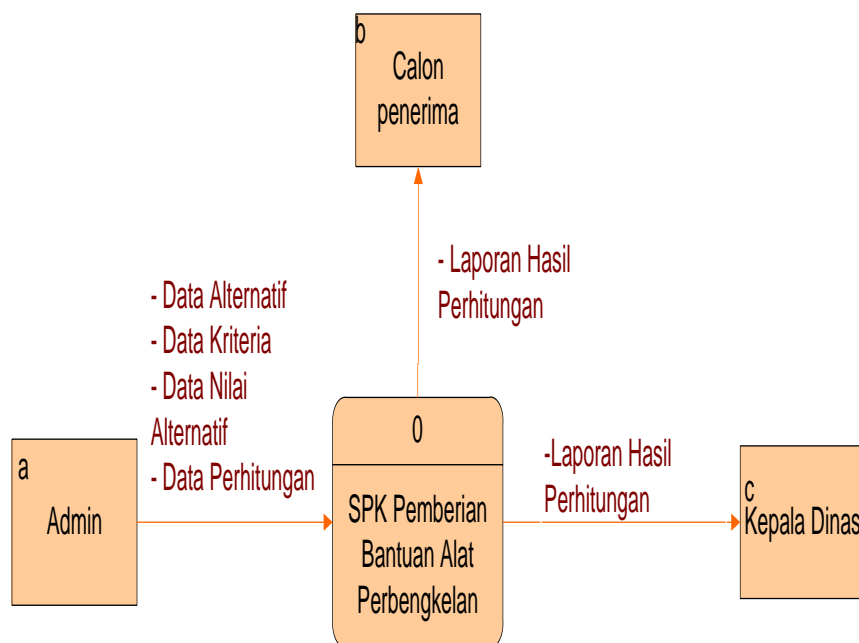 b
Calon
penerima
- Laporan Hasil
Perhitungan
- Data Alternatif
- Data Kriteria
- Data Nilai
Alternatif
- Data Perhitungan
a
Admin
0
SPK Pemberian
Bantuan Alat
Perbengkelan
-Laporan Hasil
Perhitungan
c
Kepala Dinas